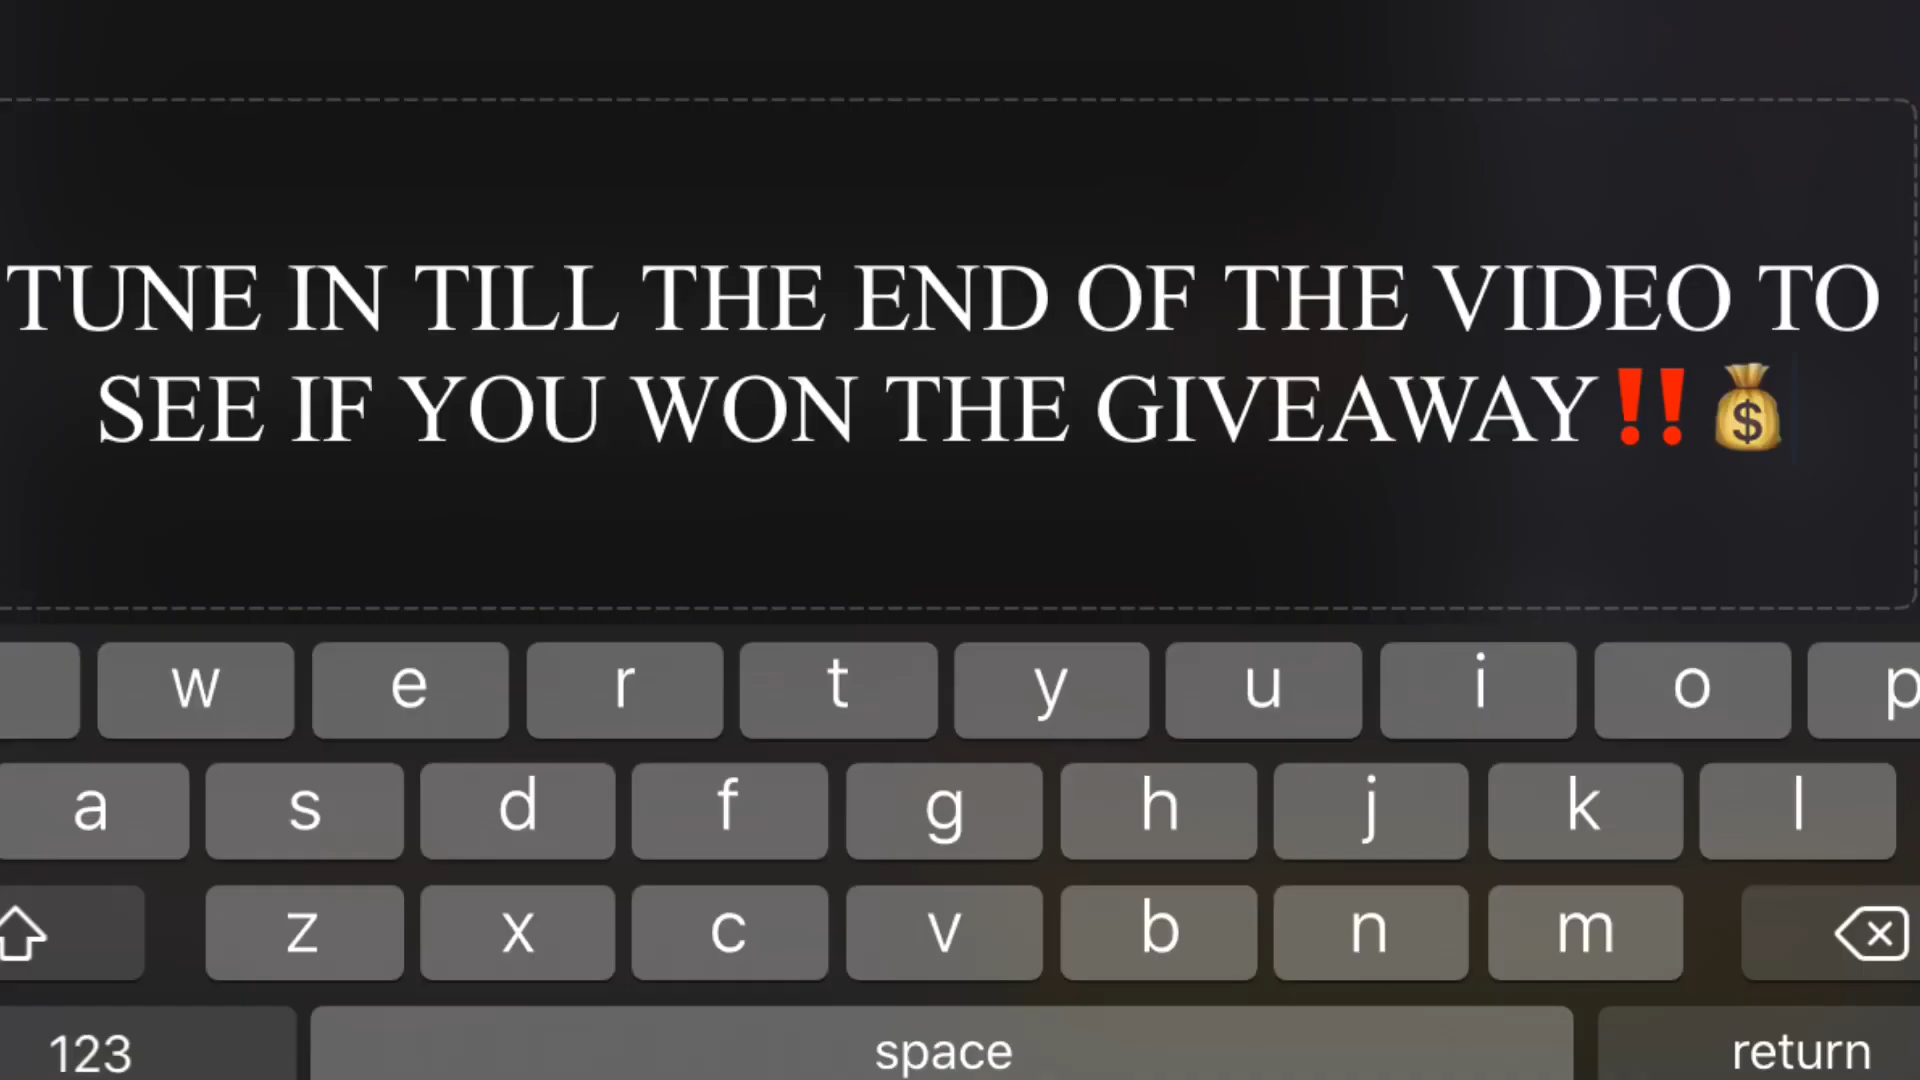 TUNE IN TILL THE END OF THE VIDEO TO
SEE IF YOU WON THE GIVEAWAY‼️💰
w e r t y u i o p
a s d f g h j k l
z x c v b n m
123 space return